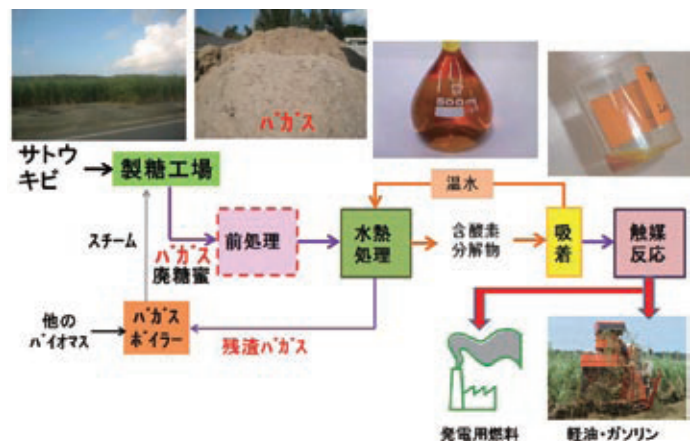 バガス
500ml
サトウ
キビ
製糖工場
温水
スチーム
バガス
廃糖蜜
前処理
水熱
処理
含酸素
分解物
吸
着
触媒
反応
他の
バイオマス
バガス
ボイラー
残渣バガス
発電用燃料
軽油・ガソリン